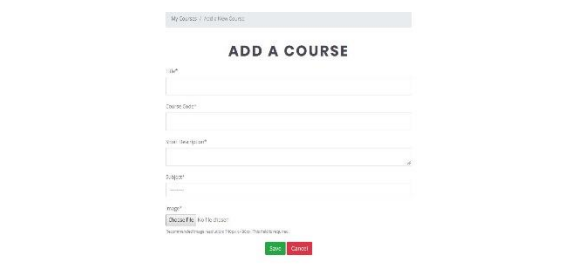 My Courses / Add a New Course
ADD A COURSE
Title*
Course Code*
Short Description*
Subject*
---------
Image*
Choose File No file chosen
Save Cancel